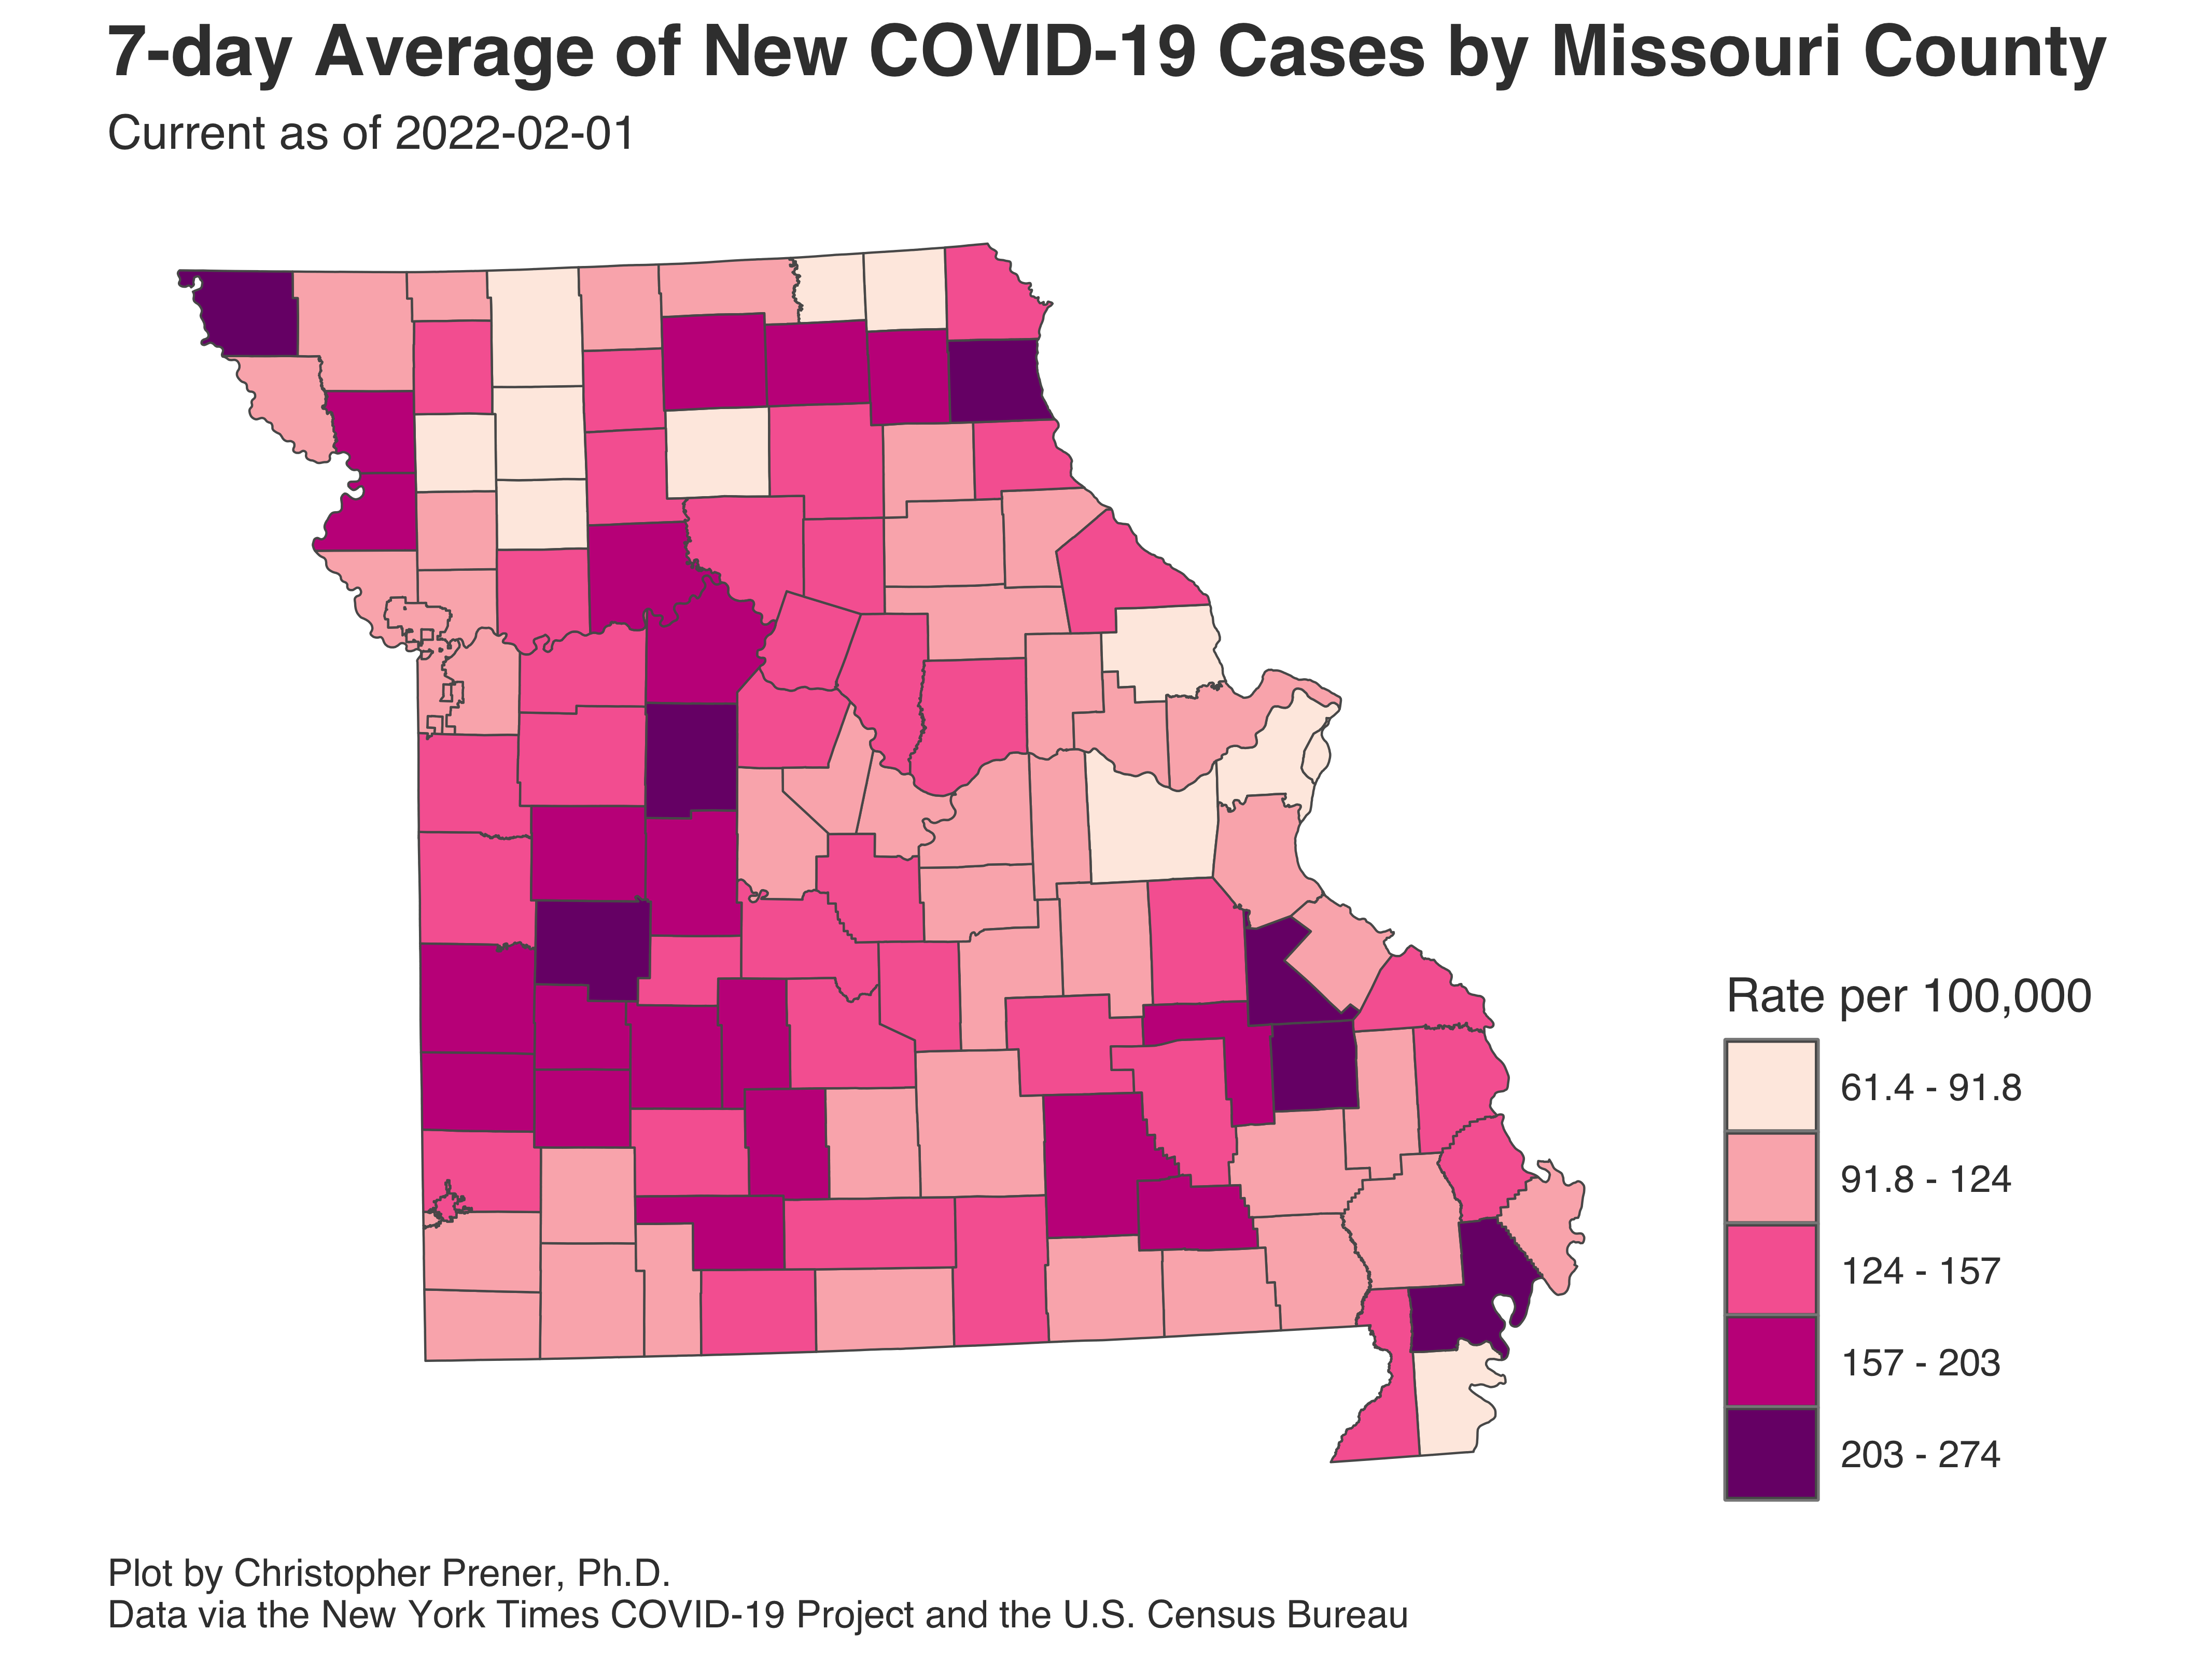 7-day Average of New COVID-19 Cases by Missouri County
Current as of 2022-02-01
Rate per 100,000
61.4 - 91.8
91.8 - 124
124 - 157
157 - 203
203 - 274
Plot by Christopher Prener, Ph.D.
Data via the New York Times COVID-19 Project and the U.S. Census Bureau